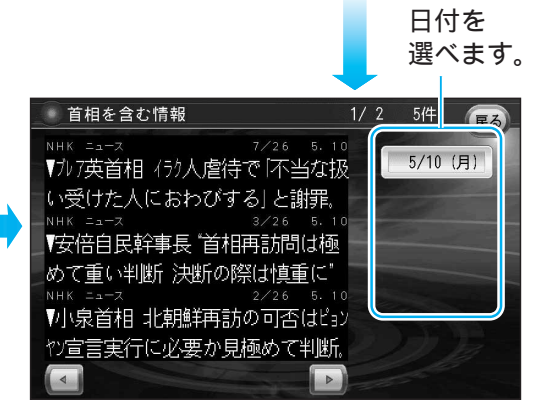 日付を
選べます。
首相を含む情報 1/ 2 5件 戻る
5/10 (月)
NHK ニュース 7/26 5. 10
▼ブレア英首相 イラク人虐待で「不当な扱
い受けた人におわびする」と謝罪。
NHK ニュース 3/26 5. 10
▼安倍自民幹事長“首相再訪問は極
めて重い判断 決断の際は慎重に”
NHK ニュース 2/26 5. 10
▼小泉首相 北朝鮮再訪の可否はピョン
ヤン宣言実行に必要か見極めて判断。